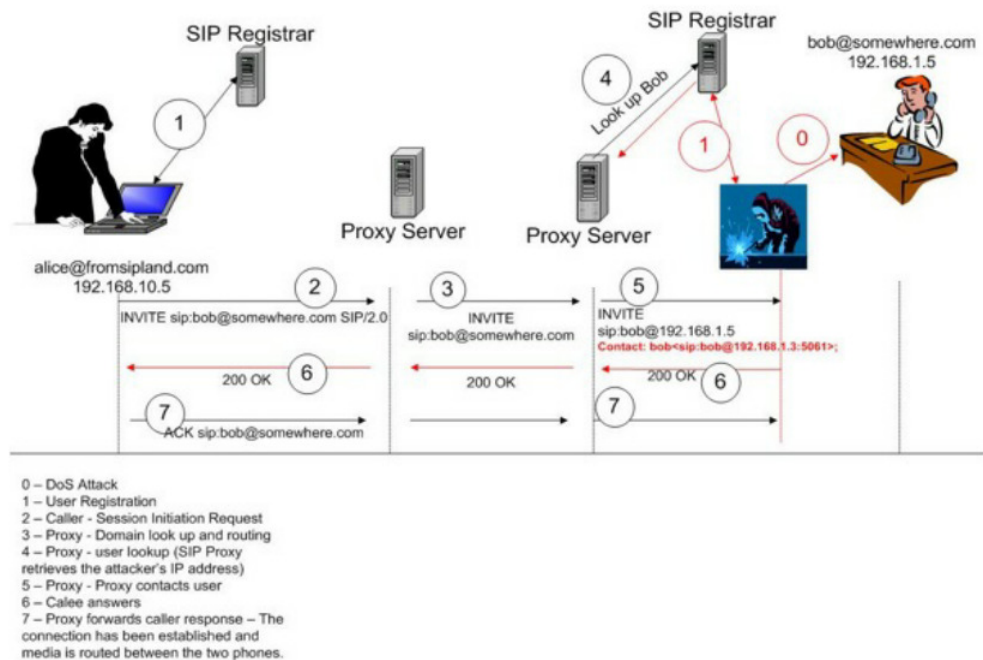 SIP Registrar
SIP Registrar
bob@somewhere.com
192.168.1.5
4
1
Look up Bob
1
0
Proxy Server
Proxy Server
alice@fromsipland.com
192.168.10.5
2
3
5
INVITE sip:bob@somewhere.com SIP/2.0
INVITE
sip:bob@somewhere.com
INVITE
sip:bob@192.168.1.5
Contact: bob<sip:bob@192.168.1.3:5061>;
200 OK
6
200 OK
200 OK
6
7
7
ACK sip:bob@somewhere.com
0 – DoS Attack
1 – User Registration
2 – Caller - Session Initiation Request
3 – Proxy - Domain look up and routing
4 – Proxy - user lookup (SIP Proxy
retrieves the attacker's IP address)
5 – Proxy - Proxy contacts user
6 – Calee answers
7 – Proxy forwards caller response – The
connection has been established and
media is routed between the two phones.